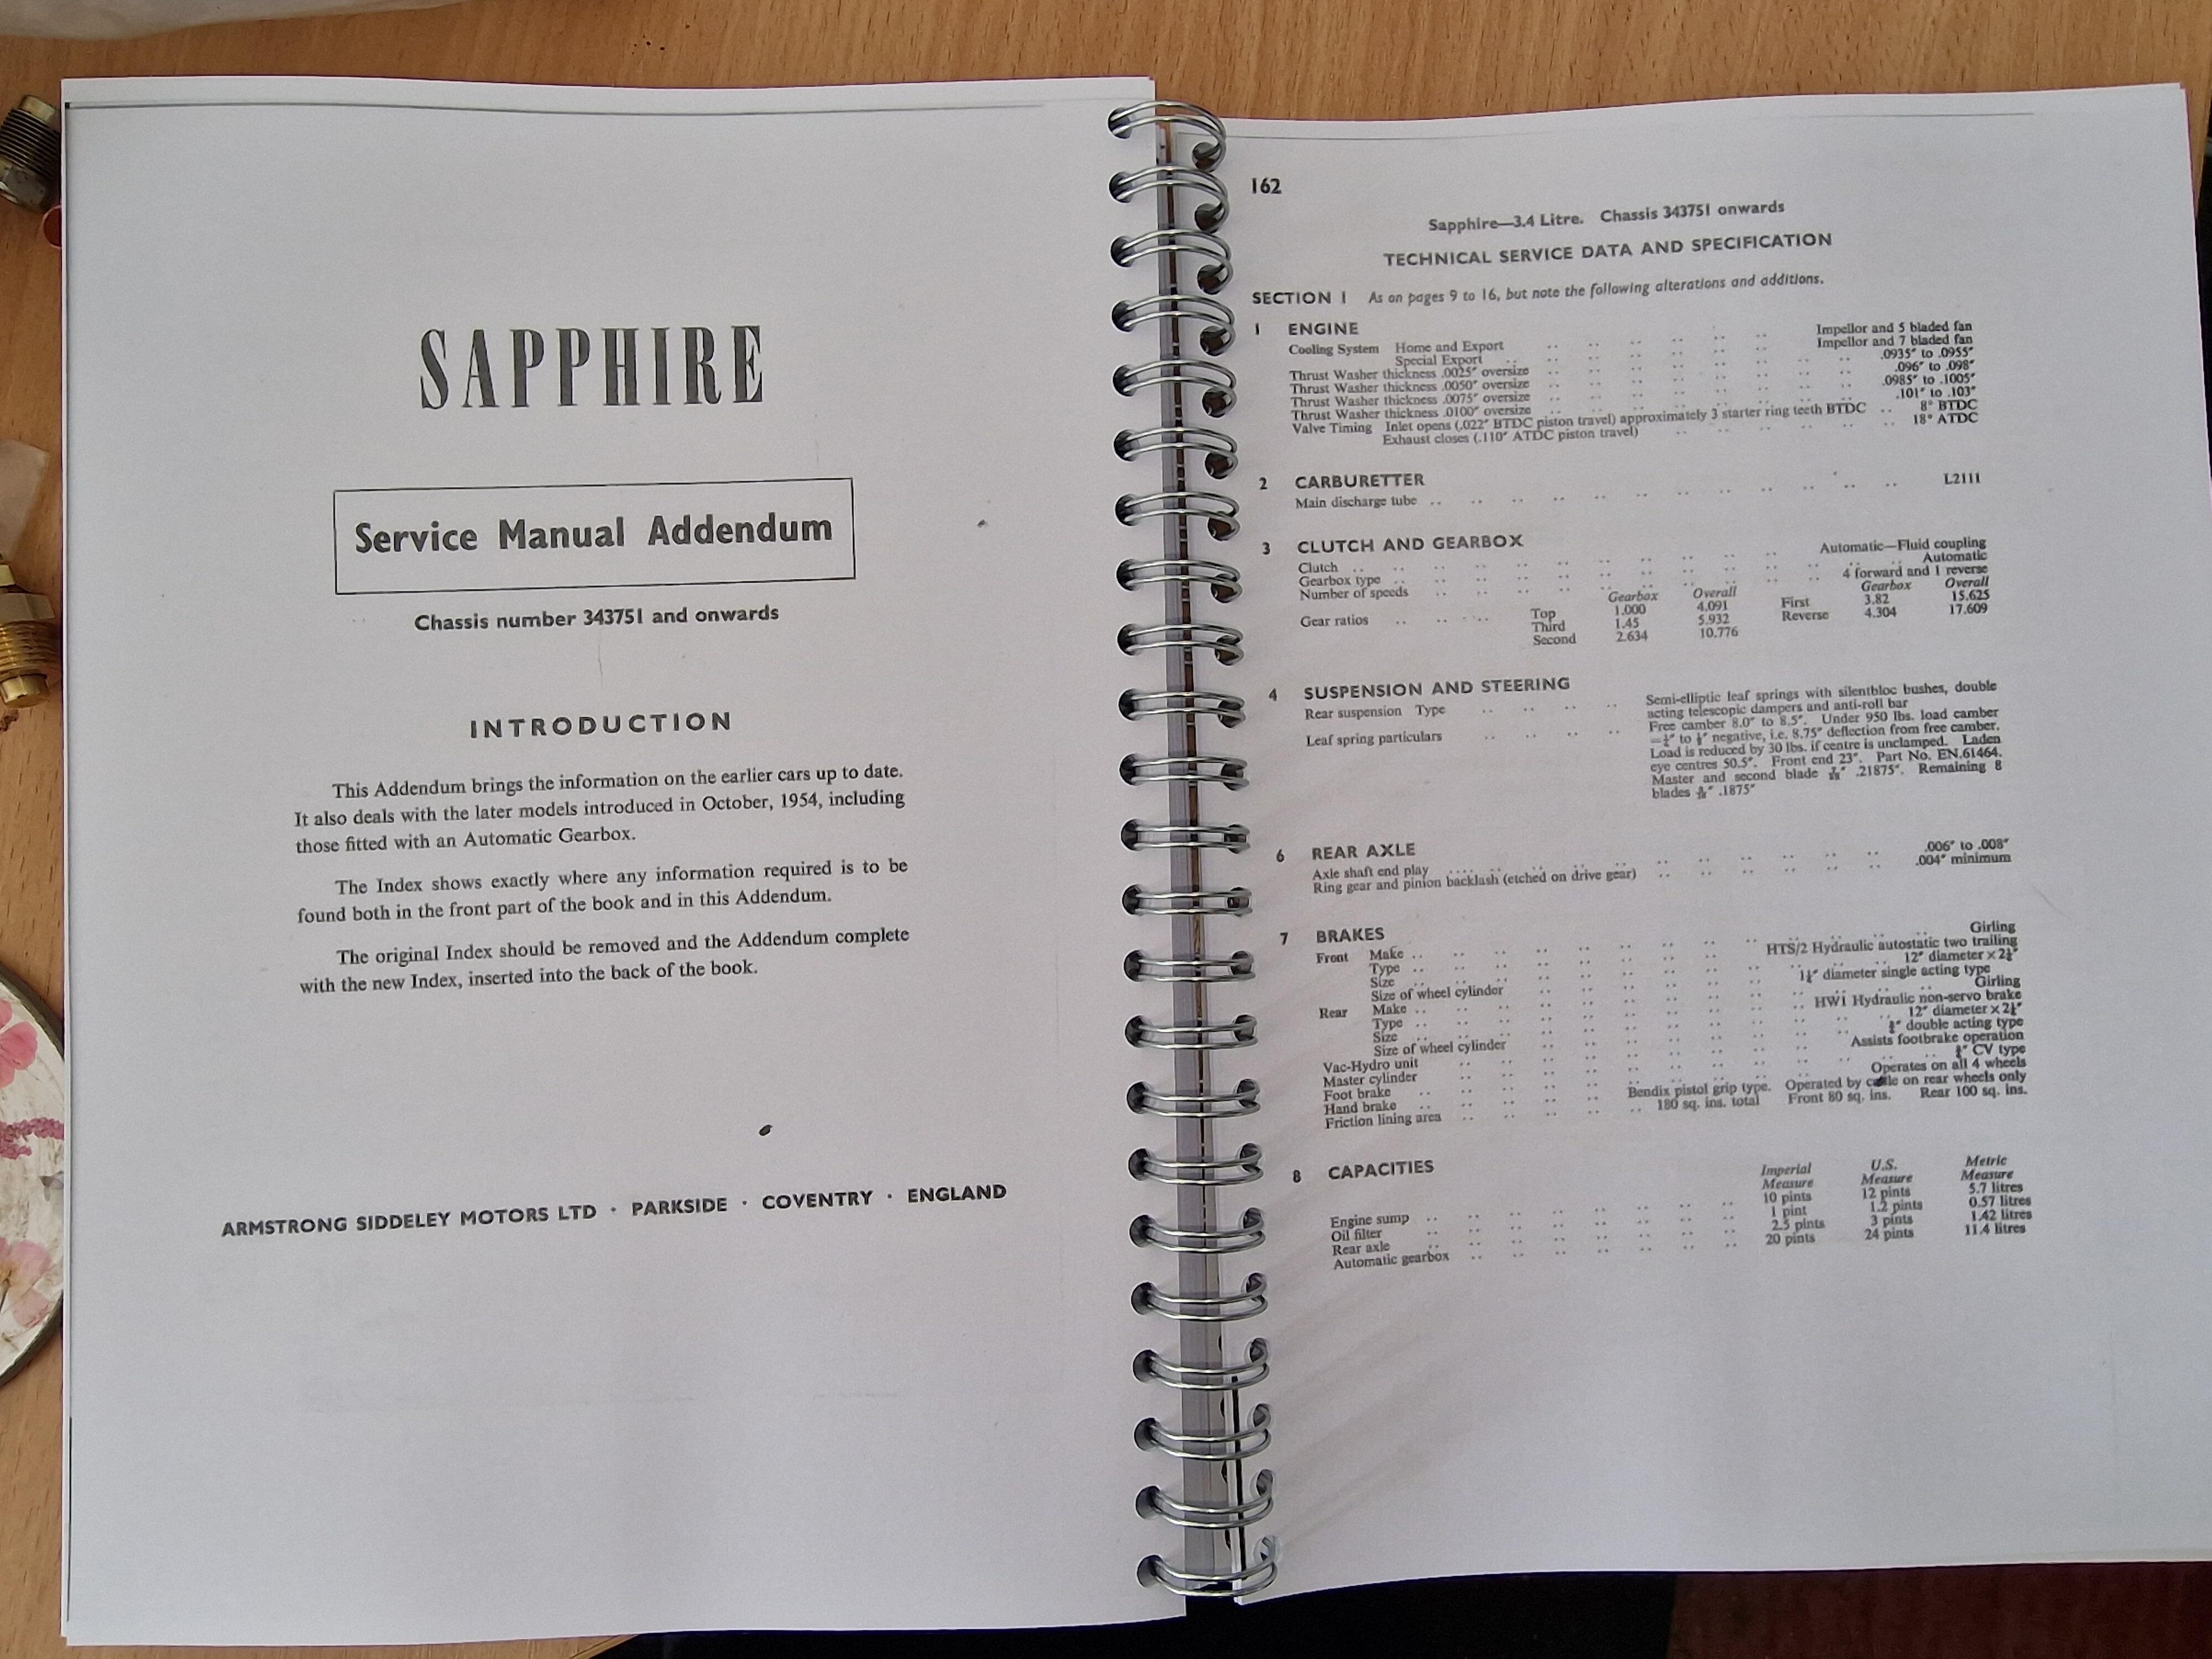 SAPPHIRE
Service Manual Addendum
Chassis number 343751 and onwards
INTRODUCTION
This Addendum brings the information on the earlier cars up to date.
It also deals with the later models introduced in October, 1954, including
those fitted with an Automatic Gearbox.
The Index shows exactly where any information required is to be
found both in the front part of the book and in this Addendum.
The original Index should be removed and the Addendum complete
with the new Index, inserted into the back of the book.
ARMSTRONG SIDDELEY MOTORS LTD · PARKSIDE · COVENTRY · ENGLAND
162
Sapphire—3.4 Litre. Chassis 343751 onwards
TECHNICAL SERVICE DATA AND SPECIFICATION
SECTION 1 As on pages 9 to 16, but note the following alterations and additions.
1 ENGINE
Cooling System Home and Export .. .. .. .. .. .. Impellor and 5 bladed fan
Special Export .. .. .. .. .. .. .. Impellor and 7 bladed fan
Thrust Washer thickness .0025″ oversize .. .. .. .. .. .. .. .. .0935″ to .0955″
Thrust Washer thickness .0050″ oversize .. .. .. .. .. .. .. .. .096″ to .098″
Thrust Washer thickness .0075″ oversize .. .. .. .. .. .. .. .. .0985″ to .1005″
Thrust Washer thickness .0100″ oversize .. .. .. .. .. .. .. .. .101″ to .103″
Valve Timing Inlet opens (.022″ BTDC piston travel) approximately 3 starter ring teeth BTDC .. 8° BTDC
Exhaust closes (.110″ ATDC piston travel) .. .. .. .. .. .. 18° ATDC
2 CARBURETTER
Main discharge tube .. .. .. .. .. .. .. .. .. .. .. .. L2111
3 CLUTCH AND GEARBOX
Clutch .. .. .. .. .. .. .. .. .. .. Automatic—Fluid coupling
Gearbox type .. .. .. .. .. .. .. .. .. .. Automatic
Number of speeds .. .. .. .. .. .. .. .. .. 4 forward and 1 reverse
Gearbox Overall Gearbox Overall
Gear ratios .. .. .. Top 1.000 4.091 First 3.82 15.625
Third 1.45 5.932 Reverse 4.304 17.609
Second 2.634 10.776
4 SUSPENSION AND STEERING
Rear suspension Type .. .. .. .. Semi-elliptic leaf springs with silentbloc bushes, double
acting telescopic dampers and anti-roll bar
Leaf spring particulars .. .. .. .. Free camber 8.0″ to 8.5″. Under 950 lbs. load camber
to negative, i.e. 8.75″ deflection from free camber.
Load is reduced by 30 lbs. if centre is unclamped. Laden
eye centres 50.5″. Front end 23″. Part No. EN.61464.
Master and second blade .21875″. Remaining 8
blades .1875″
6 REAR AXLE
Axle shaft end play .. .. .. .. .. .. .. .. .. .. .006″ to .008″
Ring gear and pinion backlash (etched on drive gear) .. .. .. .. .. .. .004″ minimum
7 BRAKES
Front Make .. .. .. .. .. .. .. .. .. .. Girling
Type .. .. .. .. .. .. .. .. HTS/2 Hydraulic autostatic two trailing
Size .. .. .. .. .. .. .. .. .. 12″ diameter × 2¼″
Size of wheel cylinder .. .. .. .. .. .. 1¼″ diameter single acting type
Rear Make .. .. .. .. .. .. .. .. .. .. Girling
Type .. .. .. .. .. .. .. .. .. HW1 Hydraulic non-servo brake
Size .. .. .. .. .. .. .. .. .. 12″ diameter × 2¼″
Size of wheel cylinder .. .. .. .. .. .. double acting type
Vac-Hydro unit .. .. .. .. .. .. .. .. Assists footbrake operation
Master cylinder .. .. .. .. .. .. .. .. CV type
Foot brake .. .. .. .. .. .. .. .. Operates on all 4 wheels
Hand brake .. .. .. .. .. Bendix pistol grip type. Operated by cable on rear wheels only
Friction lining area .. .. .. .. .. 180 sq. ins. total Front 80 sq. ins. Rear 100 sq. ins.
8 CAPACITIES
Imperial U.S. Metric
Measure Measure Measure
Engine sump .. .. .. .. .. .. .. .. 10 pints 12 pints 5.7 litres
Oil filter .. .. .. .. .. .. .. .. 1 pint 1.2 pints 0.57 litres
Rear axle .. .. .. .. .. .. .. .. 2.5 pints 3 pints 1.42 litres
Automatic gearbox .. .. .. .. .. .. .. 20 pints 24 pints 11.4 litres